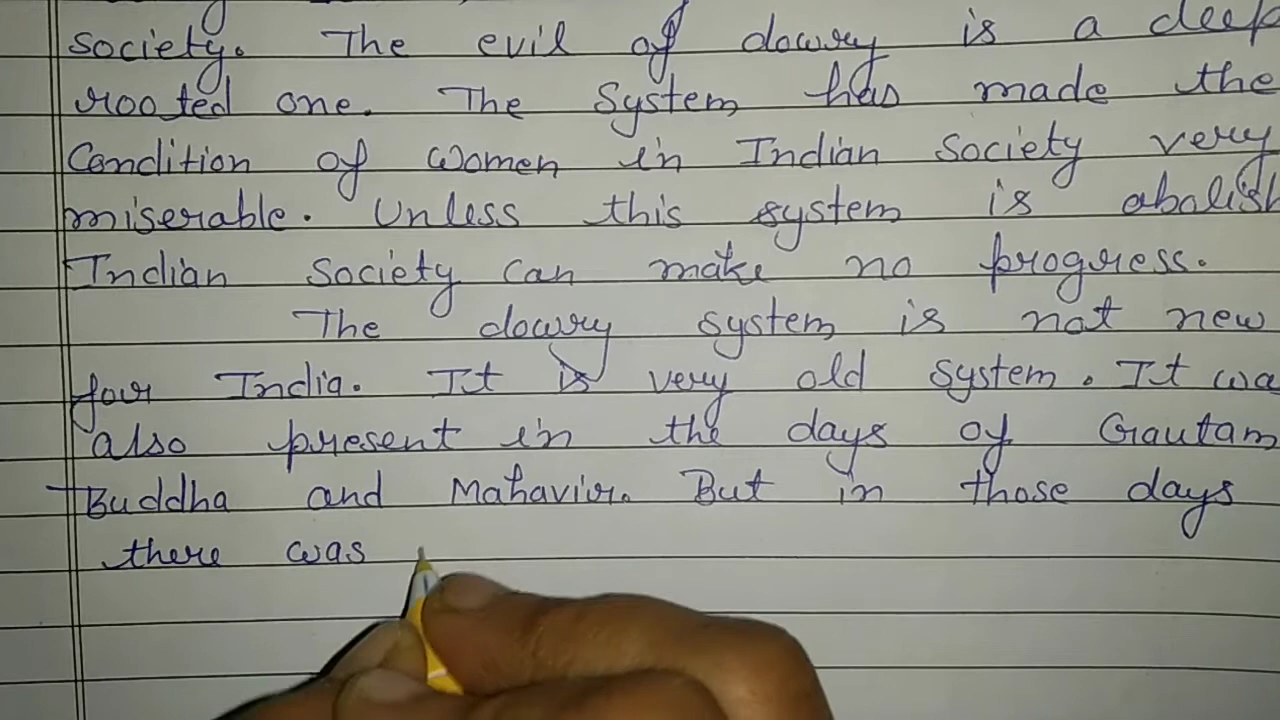 society. The evil of dowry is a deep
rooted one. The System has made the
Condition of women in Indian Society very
miserable. Unless this system is abolish
Indian Society can make no progress.
The dowry system is not new
for India. It is very old system. It wa
also present in the days of Gautam
Buddha and Mahavir. But in those days
there was